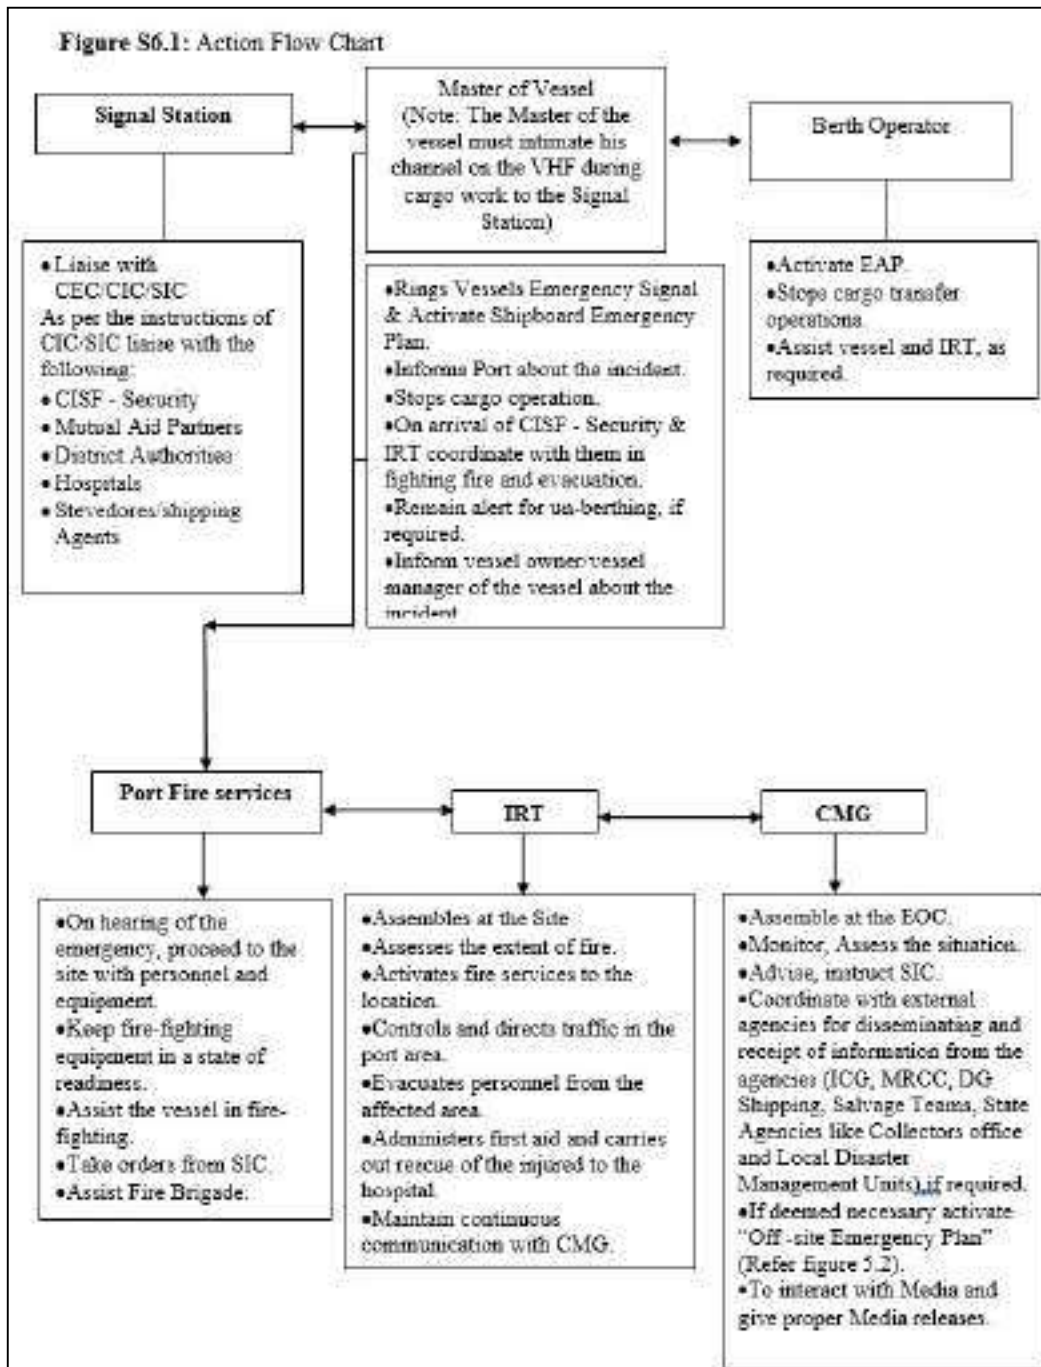 Figure S6.1: Action Flow Chart
Signal Station
Master of Vessel
(Note: The Master of the
vessel must intimate his
channel on the VHF during
cargo work to the Signal
Station)
Berth Operator
●Liaise with
CEC/CIC/SIC
As per the instructions of
CIC/SIC liaise with the
following:
●CISF - Security
●Mutual Aid Partners
●District Authorities
●Hospitals
●Stevedores/shipping
Agents
●Rings Vessels Emergency Signal
& Activate Shipboard Emergency
Plan.
●Informs Port about the incident.
●Stops cargo operation.
●On arrival of CISF - Security &
IRT coordinate with them in
fighting fire and evacuation.
●Remain alert for un-berthing, if
required.
●Inform vessel owner/vessel
manager of the vessel about the
incident
●Activate EAP.
●Stops cargo transfer
operations.
●Assist vessel and IRT, as
required.
Port Fire services
IRT
CMG
●On hearing of the
emergency, proceed to the
site with personnel and
equipment.
●Keep fire-fighting
equipment in a state of
readiness.
●Assist the vessel in fire-
fighting.
●Take orders from SIC.
●Assist Fire Brigade.
●Assembles at the Site
●Assesses the extent of fire.
●Activates fire services to the
location.
●Controls and directs traffic in the
port area.
●Evacuates personnel from the
affected area.
●Administers first aid and carries
out rescue of the injured to the
hospital.
●Maintain continuous
communication with CMG.
●Assemble at the EOC.
●Monitor, Assess the situation.
●Advise, instruct SIC.
●Coordinate with external
agencies for disseminating and
receipt of information from the
agencies (ICG, MRCC, DG
Shipping, Salvage Teams, State
Agencies like Collectors office
and Local Disaster
Management Units),if required.
●If deemed necessary activate
“Off -site Emergency Plan”
(Refer figure 5.2).
●To interact with Media and
give proper Media releases.